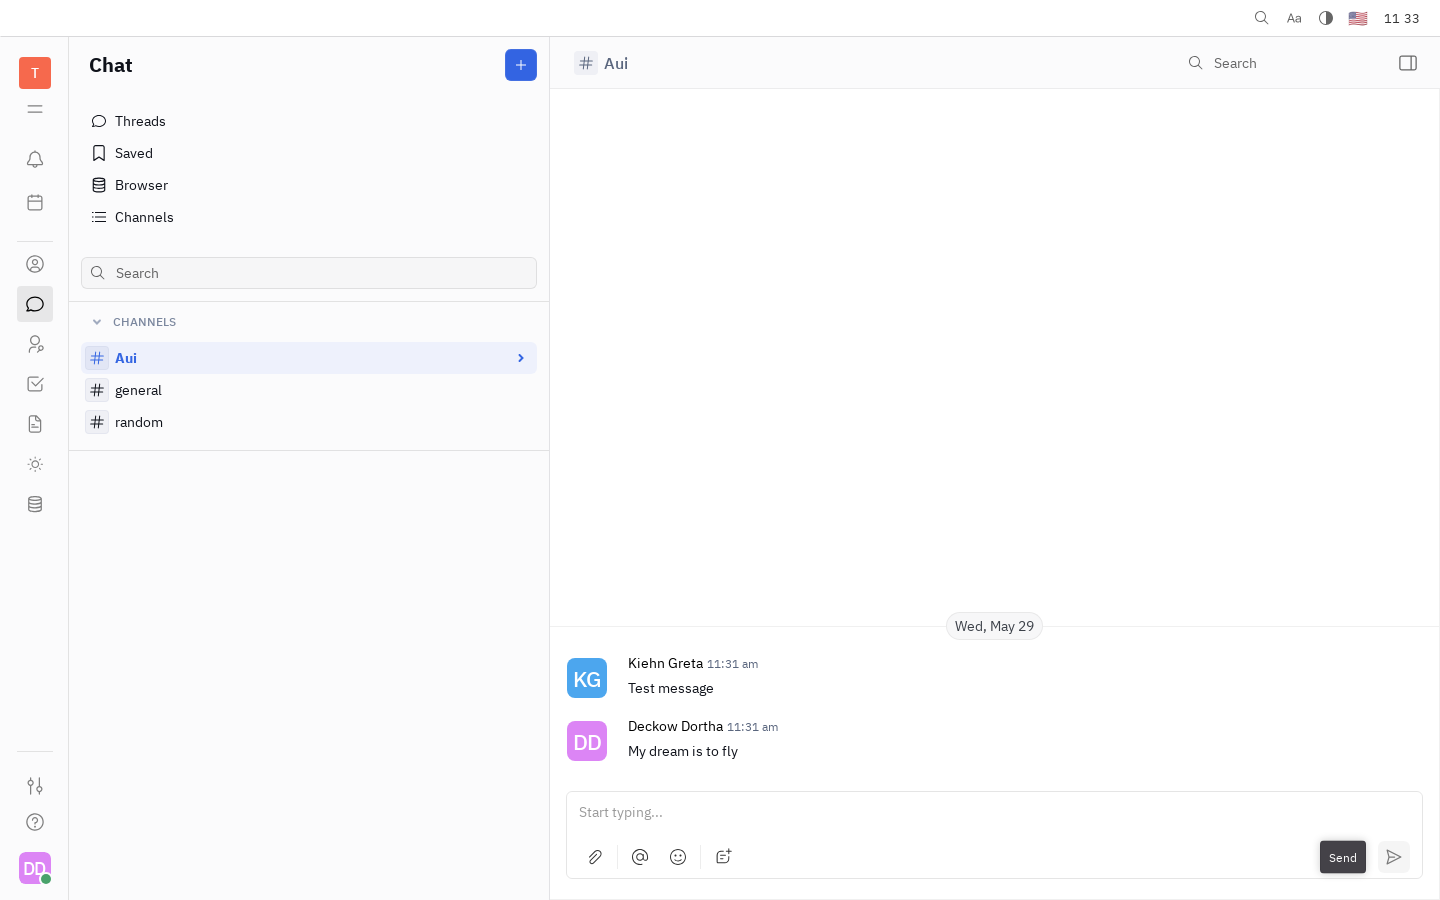 Aa
11 33
T
Chat
Threads
Saved
Browser
Channels
Search
CHANNELS
Aui
general
random
DD
Aui
Search
Wed, May 29
KG
Kiehn Greta 11:31 am
Test message
DD
Deckow Dortha 11:31 am
My dream is to fly
Start typing...
Send